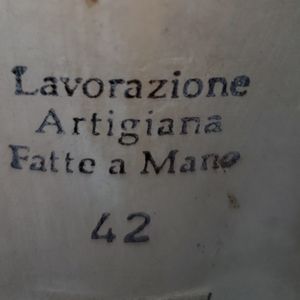 Lavorazione
Artigiana
Fatte a Mano
42